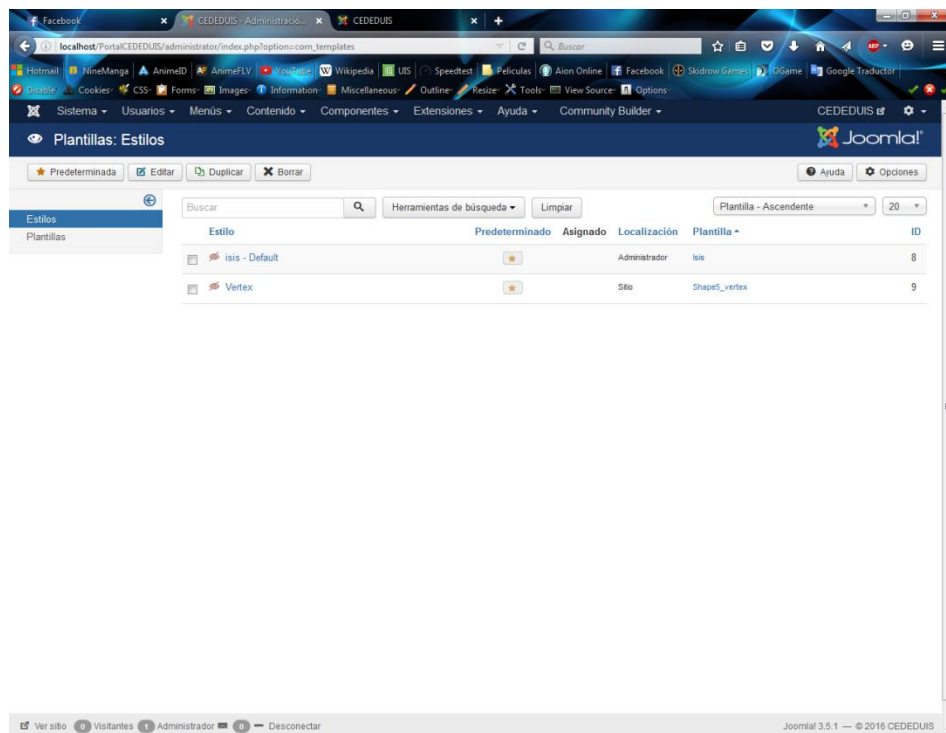 Facebook
CEDEDUIS - Administració...
CEDEDUIS
localhost/PortalCEDEDUIS/administrator/index.php?option=com_templates
Buscar
Hotmail NineManga AnimeID AnimeFLV YouTube Wikipedia UIS Speedtest Peliculas Aion Online Facebook Skidrow Games OGame Google Traductor
Disable Cookies CSS Forms Images Information Miscellaneous Outline Resize Tools View Source Options
Sistema Usuarios Menús Contenido Componentes Extensiones Ayuda Community Builder CEDEDUIS
Plantillas: Estilos Joomla!
Predeterminada Editar Duplicar Borrar Ayuda Opciones
Estilos
Plantillas
Buscar Herramientas de búsqueda Limpiar Plantilla - Ascendente 20
Estilo Predeterminado Asignado Localización Plantilla ID
isis - Default Administrador Isis 8
Vertex Sitio Shape5_vertex 9
Ver sitio 0 Visitantes 1 Administrador 0 Desconectar Joomla! 3.5.1 — © 2016 CEDEDUIS